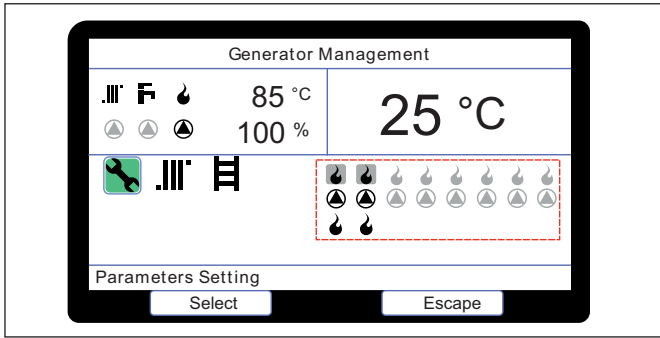 Generator Management
85 °C
100 %
25 °C
Parameters Setting
Select
Escape